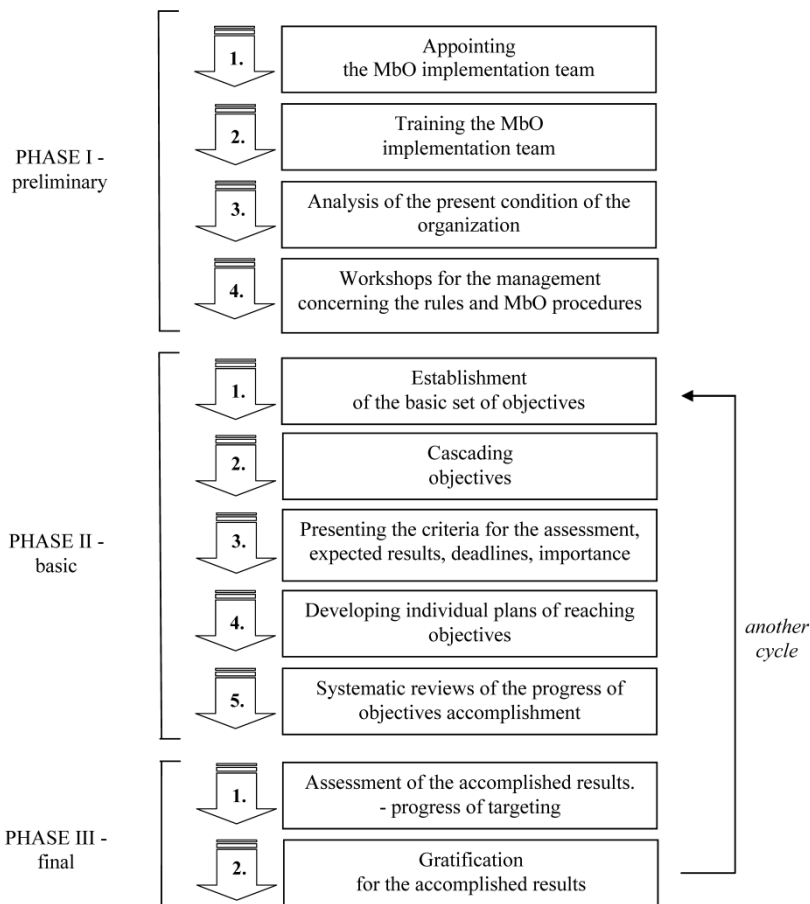 PHASE I -
preliminary
1.
Appointing
the MbO implementation team
2.
Training the MbO
implementation team
3.
Analysis of the present condition of the
organization
4.
Workshops for the management
concerning the rules and MbO procedures
PHASE II -
basic
1.
Establishment
of the basic set of objectives
2.
Cascading
objectives
3.
Presenting the criteria for the assessment,
expected results, deadlines, importance
4.
Developing individual plans of reaching
objectives
5.
Systematic reviews of the progress of
objectives accomplishment
another
cycle
PHASE III -
final
1.
Assessment of the accomplished results.
- progress of targeting
2.
Gratification
for the accomplished results